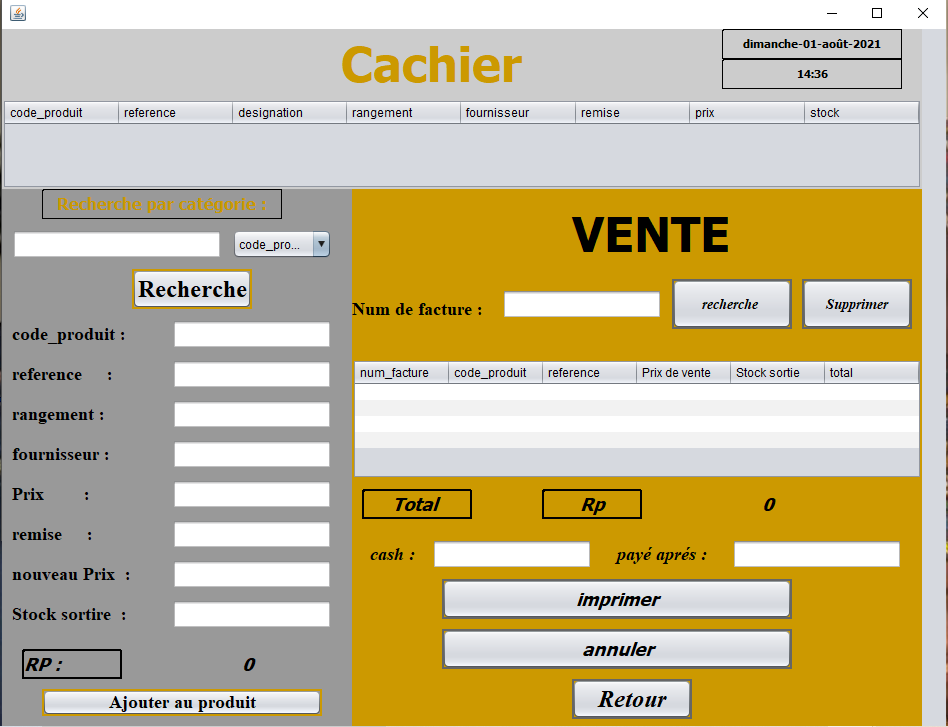 Cachier
dimanche-01-août-2021
14:36
code_produit reference designation rangement fournisseur remise prix stock
Recherche par catégorie :
code_pro...
Recherche
code_produit :
reference :
rangement :
fournisseur :
Prix :
remise :
nouveau Prix :
Stock sortire :
RP : 0
Ajouter au produit
VENTE
Num de facture : recherche Supprimer
num_facture code_produit reference Prix de vente Stock sortie total
Total Rp 0
cash : payé aprés :
imprimer
annuler
Retour